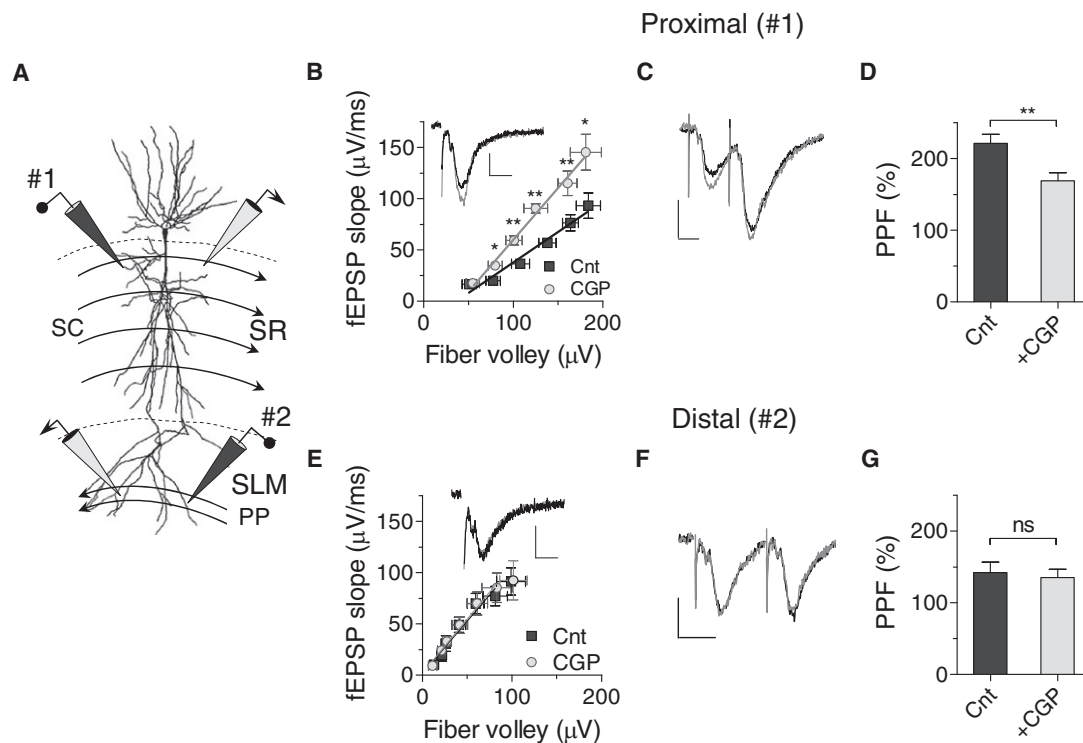 Proximal (#1)
A
B
C
D
#1
SC
SR
#2
SLM
PP
fEPSP slope (μV/ms)
150
100
50
0
*
**
**
**
*
Cnt
CGP
0
100
200
Fiber volley (μV)
PPF (%)
200
100
0
**
Cnt
+CGP
Distal (#2)
E
F
G
fEPSP slope (μV/ms)
150
100
50
0
Cnt
CGP
0
100
200
Fiber volley (μV)
PPF (%)
200
100
0
ns
Cnt
+CGP